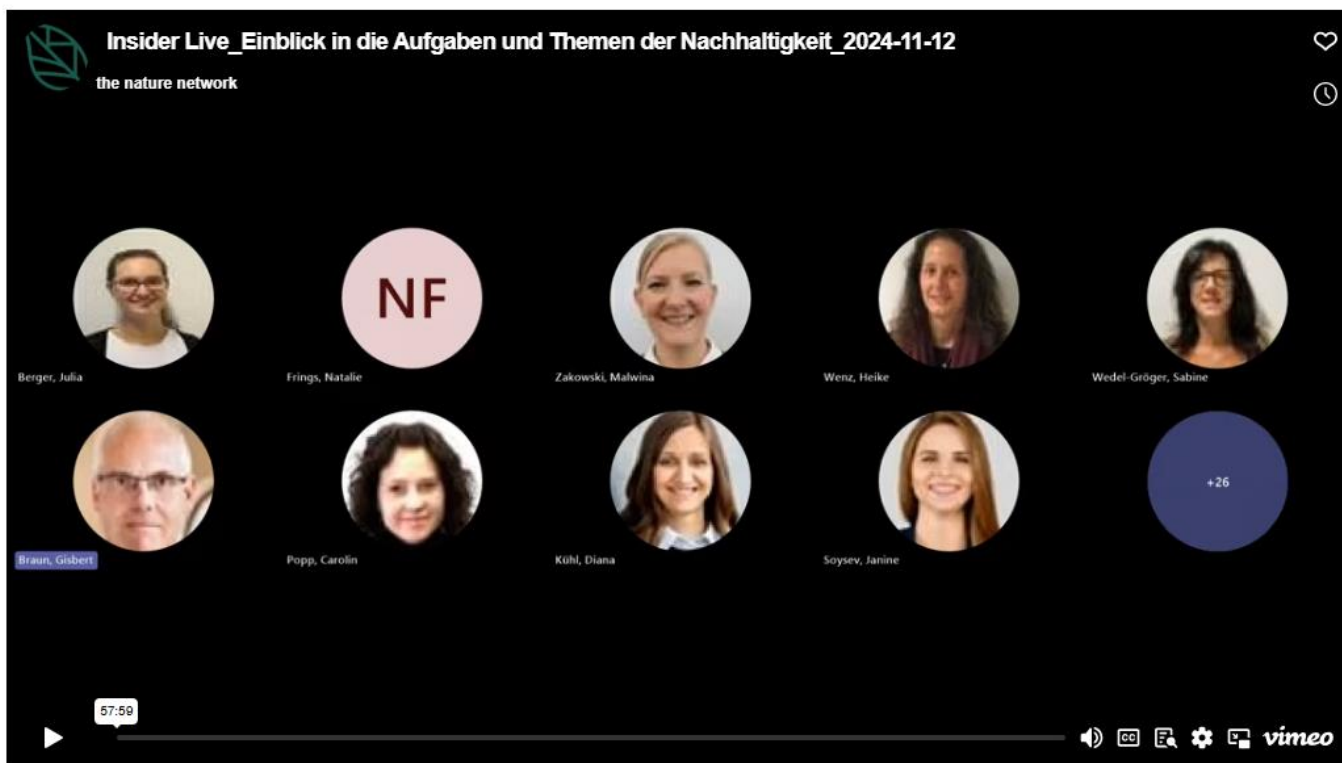 Insider Live_Einblick in die Aufgaben und Themen der Nachhaltigkeit_2024-11-12
the nature network
NF
Berger, Julia
Frings, Natalie
Zakowski, Malwina
Wenz, Heike
Wedel-Gröger, Sabine
+26
Braun, Gisbert
Popp, Carolin
Kühl, Diana
Soysev, Janine
57:59
CC
vimeo